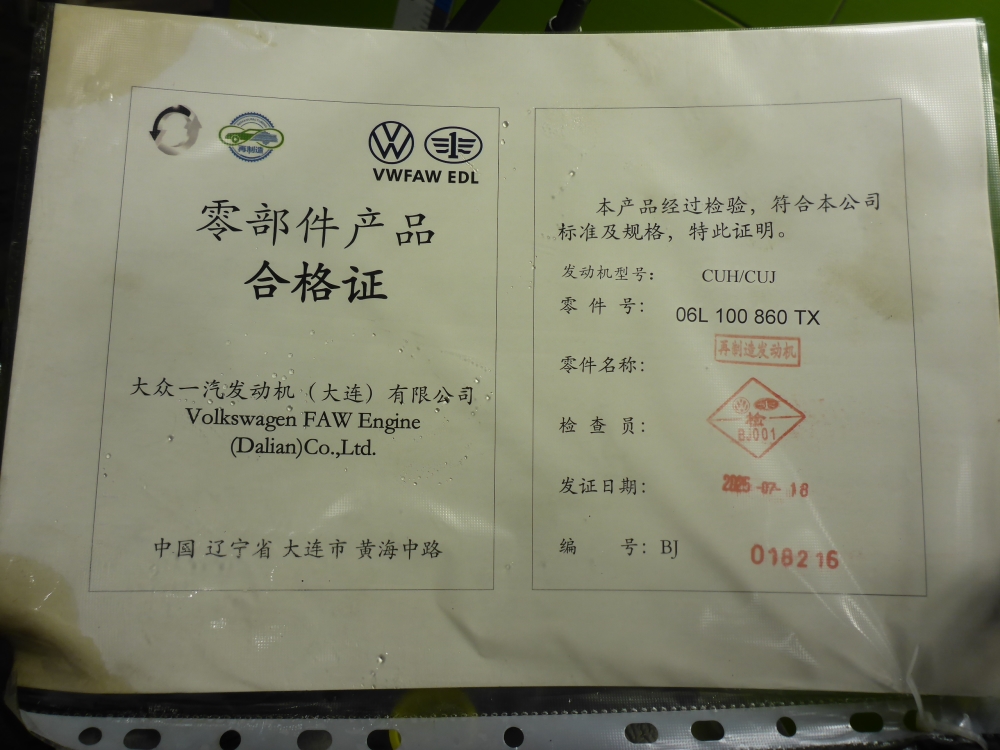 再制造
VWFAW EDL
零部件产品
合格证
大众一汽发动机（大连）有限公司
Volkswagen FAW Engine
(Dalian)Co.,Ltd.
中国 辽宁省 大连市 黄海中路
本产品经过检验，符合本公司
标准及规格，特此证明。
发动机型号： CUH/CUJ
零 件 号: 06L 100 860 TX
零件名称: 再制造发动机
检 查 员: 检
BJ001
发证日期: 2025-07-18
编 号: BJ 018216